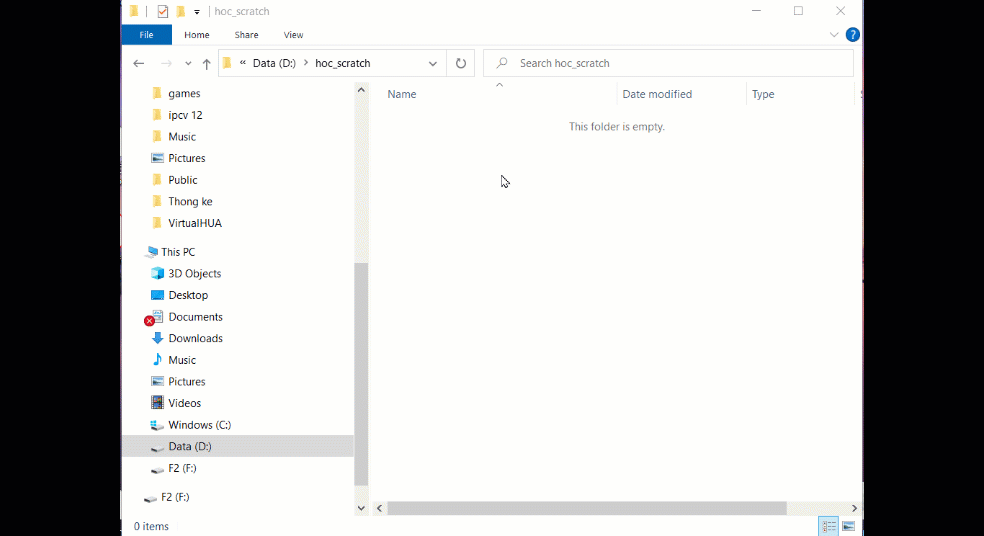 hoc_scratch
File Home Share View
« Data (D:) > hoc_scratch
Search hoc_scratch
Name Date modified Type
This folder is empty.
games
ipcv 12
Music
Pictures
Public
Thong ke
VirtualHUA
This PC
3D Objects
Desktop
Documents
Downloads
Music
Pictures
Videos
Windows (C:)
Data (D:)
F2 (F:)
F2 (F:)
0 items